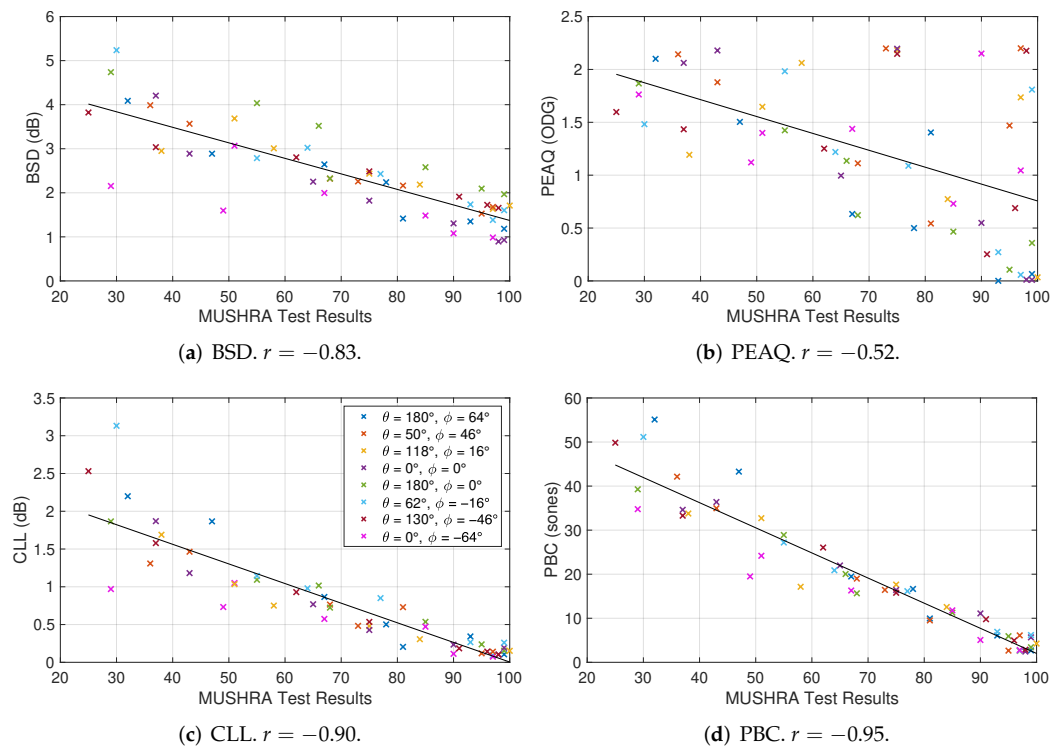 6
5
4
3
2
1
0
BSD (dB)
20 30 40 50 60 70 80 90 100
MUSHRA Test Results
(a) BSD. r = −0.83.
2.5
2
1.5
1
0.5
0
PEAQ (ODG)
20 30 40 50 60 70 80 90 100
MUSHRA Test Results
(b) PEAQ. r = −0.52.
3.5
3
2.5
2
1.5
1
0.5
0
CLL (dB)
θ = 180°, ϕ = 64°
θ = 50°, ϕ = 46°
θ = 118°, ϕ = 16°
θ = 0°, ϕ = 0°
θ = 180°, ϕ = 0°
θ = 62°, ϕ = −16°
θ = 130°, ϕ = −46°
θ = 0°, ϕ = −64°
20 30 40 50 60 70 80 90 100
MUSHRA Test Results
(c) CLL. r = −0.90.
60
50
40
30
20
10
0
PBC (sones)
20 30 40 50 60 70 80 90 100
MUSHRA Test Results
(d) PBC. r = −0.95.